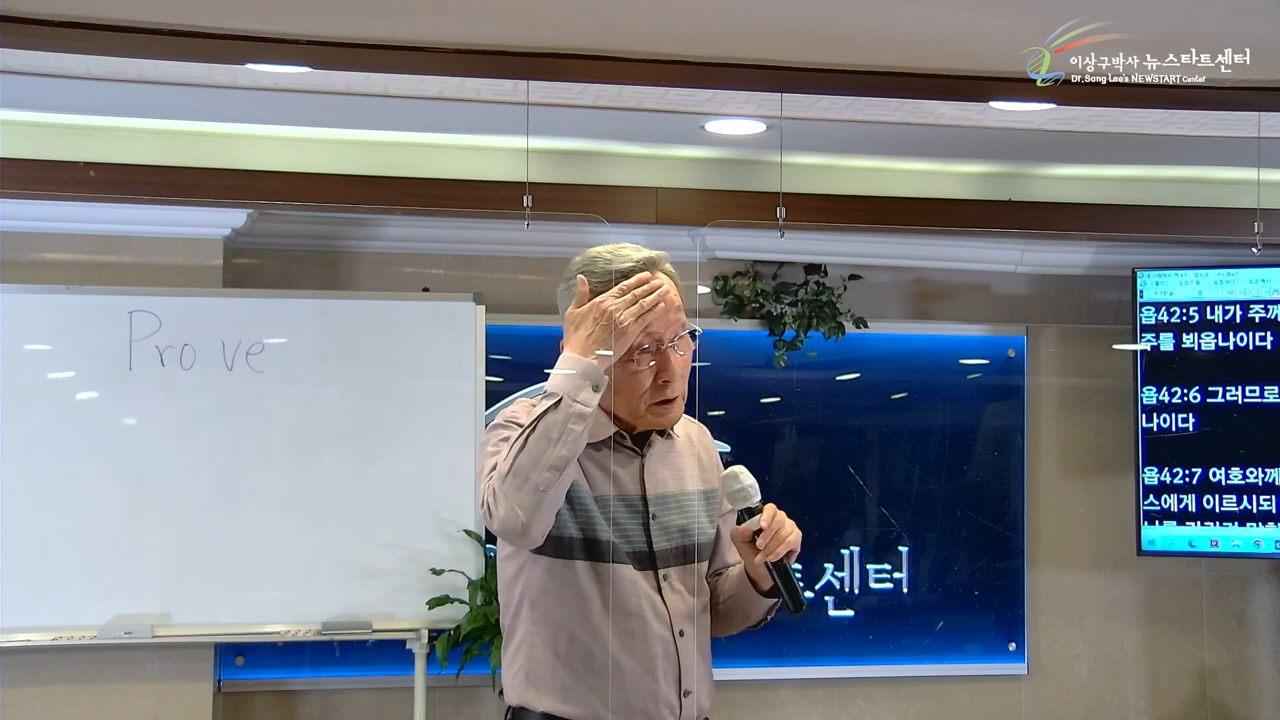 이상구박사 뉴스타트센터
Dr. Sang Lee's NEWSTART Center
Prove
욥42:5 내가 주께
주를 뵈옵나이다
욥42:6 그러므로
나이다
욥42:7 여호와께
스에게 이르시되
센터